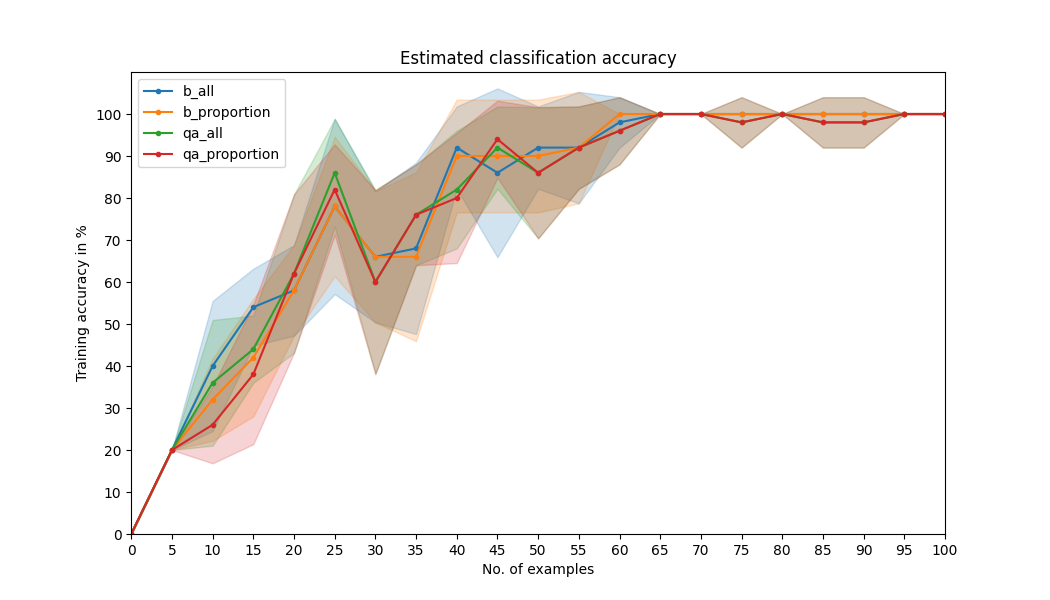 Estimated classification accuracy
b_all
b_proportion
qa_all
qa_proportion
Training accuracy in %
100
90
80
70
60
50
40
30
20
10
0
0 5 10 15 20 25 30 35 40 45 50 55 60 65 70 75 80 85 90 95 100
No. of examples